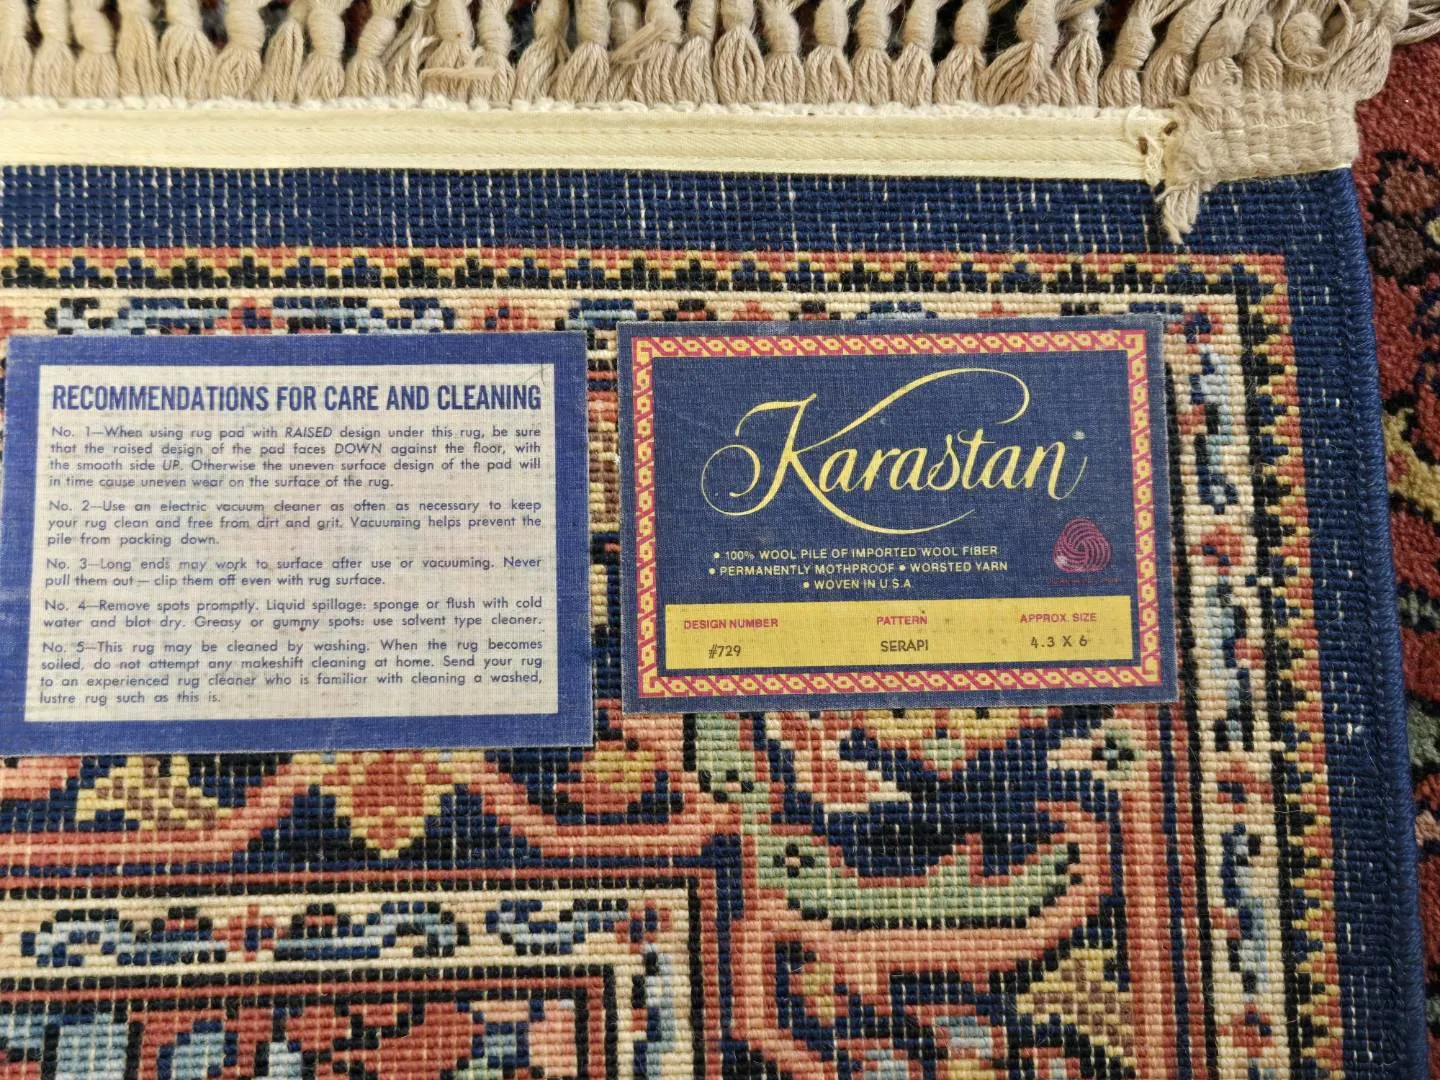 RECOMMENDATIONS FOR CARE AND CLEANING
No. 1—When using rug pad with RAISED design under this rug, be sure
that the raised design of the pad faces DOWN against the floor, with
the smooth side UP. Otherwise the uneven surface design of the pad will
in time cause uneven wear on the surface of the rug.
No. 2—Use an electric vacuum cleaner as often as necessary to keep
your rug clean and free from dirt and grit. Vacuuming helps prevent the
pile from packing down.
No. 3—Long ends may work to surface after use or vacuuming. Never
pull them out — clip them off even with rug surface.
No. 4—Remove spots promptly. Liquid spillage: sponge or flush with cold
water and blot dry. Greasy or gummy spots: use solvent type cleaner.
No. 5—This rug may be cleaned by washing. When the rug becomes
soiled, do not attempt any makeshift cleaning at home. Send your rug
to an experienced rug cleaner who is familiar with cleaning a washed,
lustre rug such as this is.
Karastan
• 100% WOOL PILE OF IMPORTED WOOL FIBER
• PERMANENTLY MOTHPROOF • WORSTED YARN
• WOVEN IN U.S.A.
DESIGN NUMBER PATTERN APPROX. SIZE
#729 SERAPI 4.3 X 6